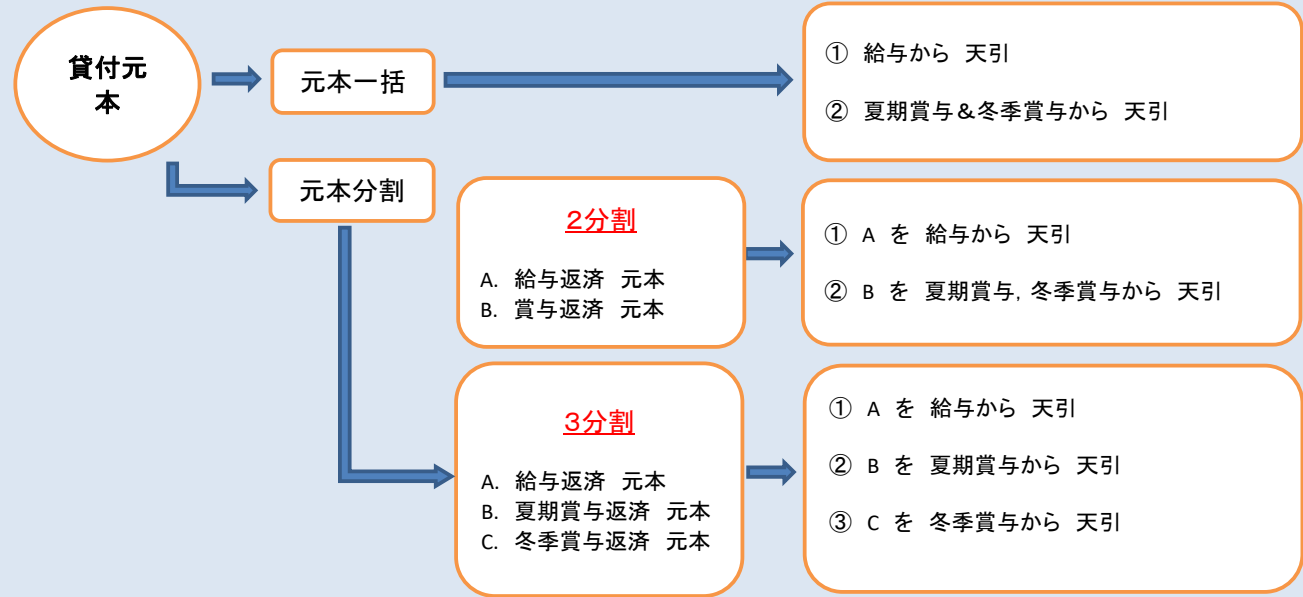 貸付元
本
元本一括
① 給与から 天引
② 夏期賞与＆冬季賞与から 天引
元本分割
２分割
A. 給与返済 元本
B. 賞与返済 元本
① A を 給与から 天引
② B を 夏期賞与, 冬季賞与から 天引
３分割
A. 給与返済 元本
B. 夏期賞与返済 元本
C. 冬季賞与返済 元本
① A を 給与から 天引
② B を 夏期賞与から 天引
③ C を 冬季賞与から 天引